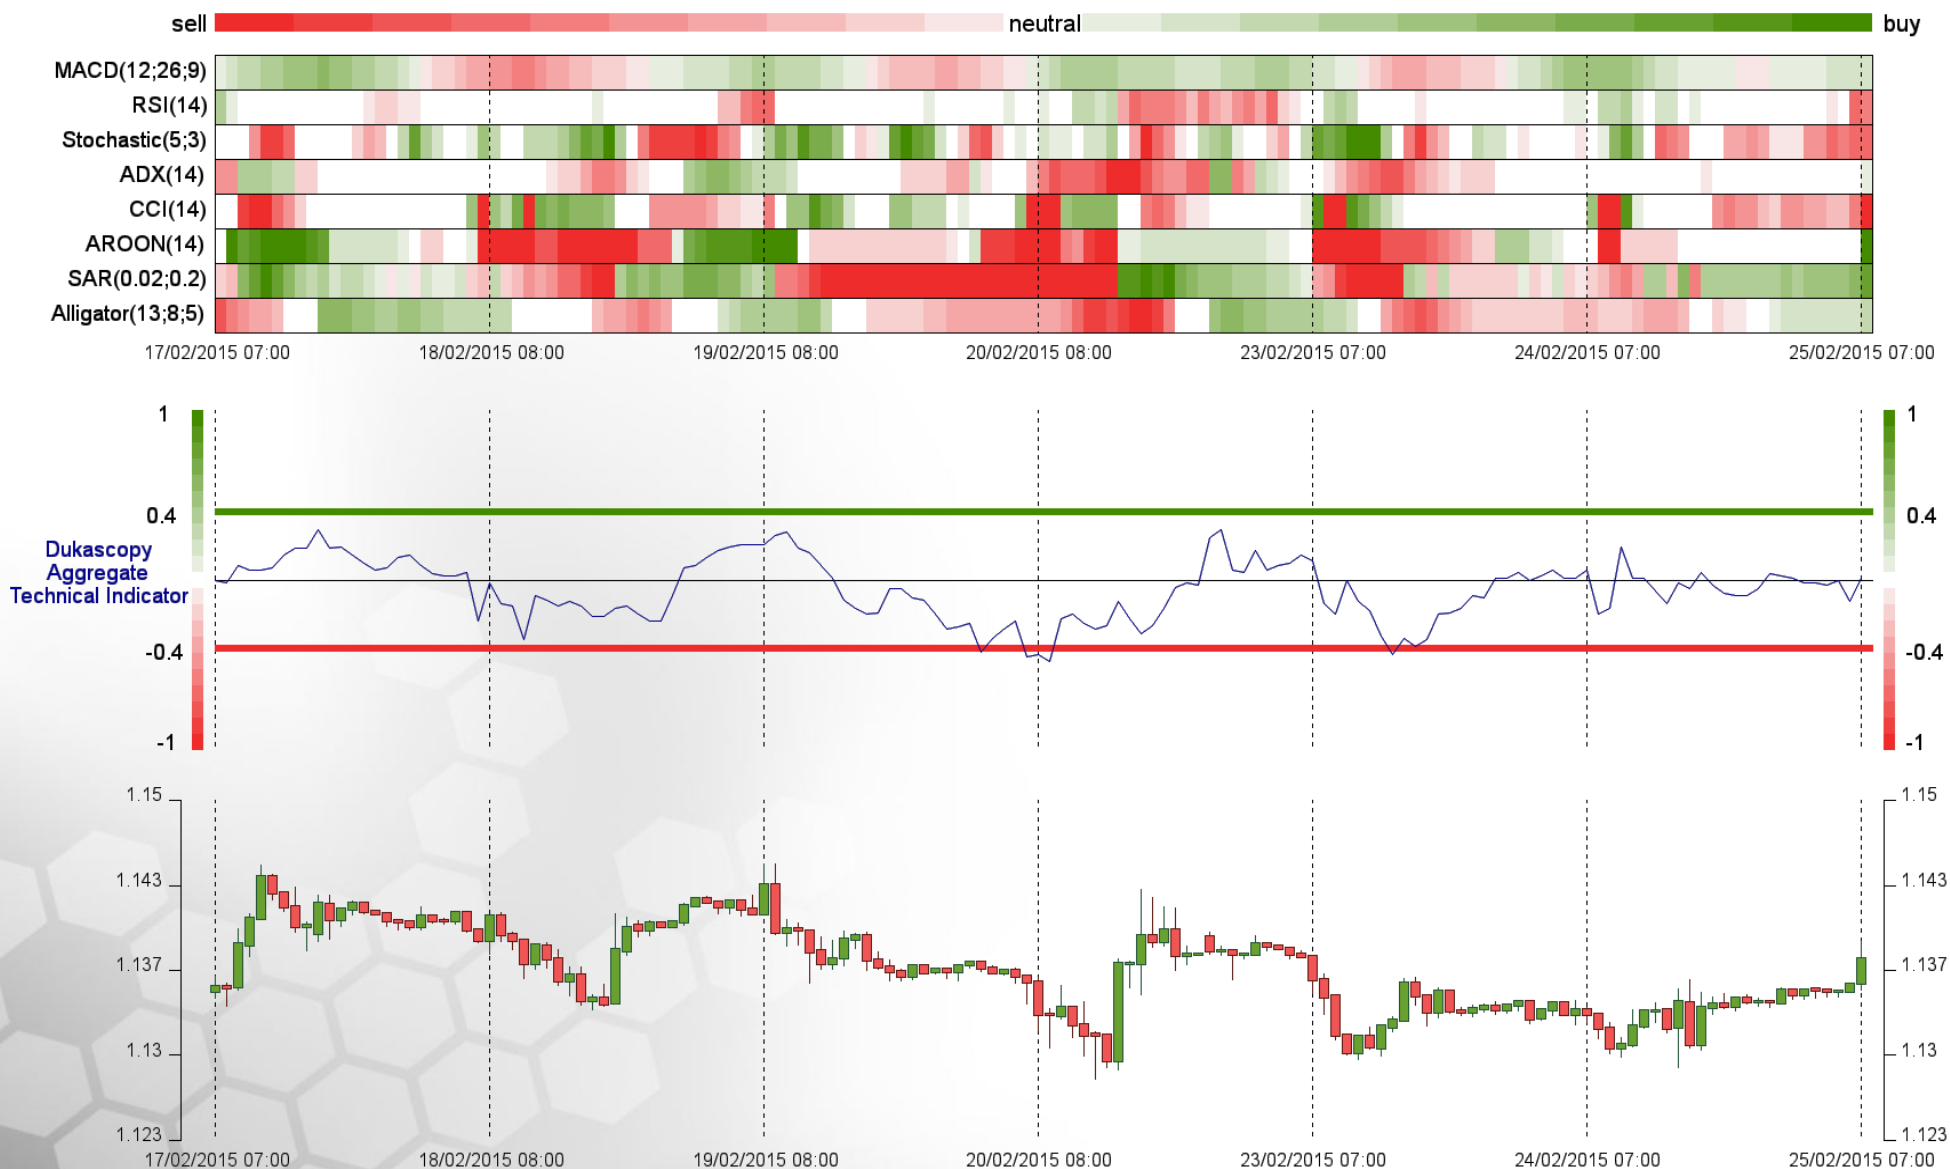 sell neutral buy
MACD(12;26;9)
RSI(14)
Stochastic(5;3)
ADX(14)
CCI(14)
AROON(14)
SAR(0.02;0.2)
Alligator(13;8;5)
17/02/2015 07:00 18/02/2015 08:00 19/02/2015 08:00 20/02/2015 08:00 23/02/2015 07:00 24/02/2015 07:00 25/02/2015 07:00
1 1
0.4 0.4
Dukascopy
Aggregate
Technical Indicator
-0.4 -0.4
-1 -1
1.15 1.15
1.143 1.143
1.137 1.137
1.13 1.13
1.123 1.123
17/02/2015 07:00 18/02/2015 08:00 19/02/2015 08:00 20/02/2015 08:00 23/02/2015 07:00 24/02/2015 07:00 25/02/2015 07:00